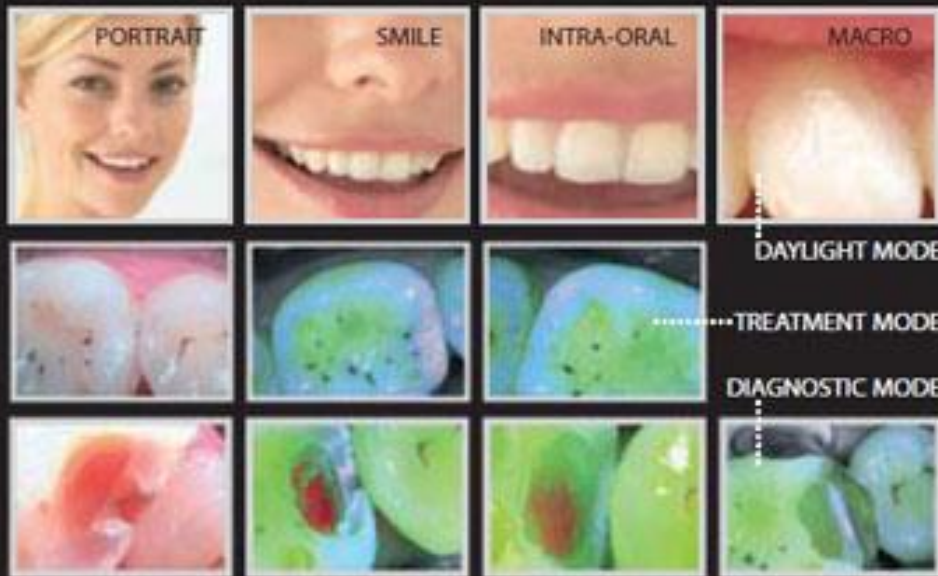 PORTRAIT
SMILE
INTRA-ORAL
MACRO
DAYLIGHT MODE
TREATMENT MODE
DIAGNOSTIC MODE